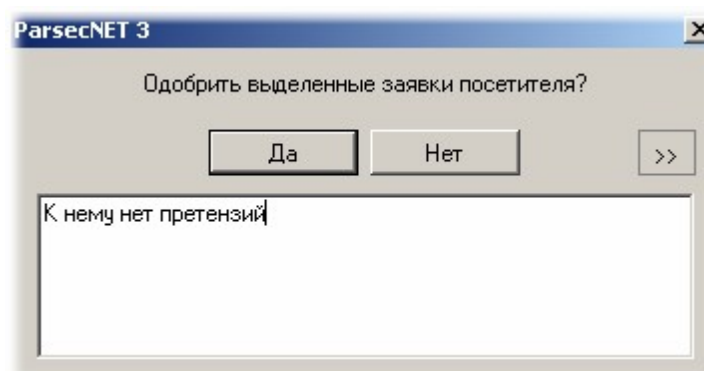 ParsecNET 3
Одобрить выделенные заявки посетителя?
Да
Нет
>>
К нему нет претензий